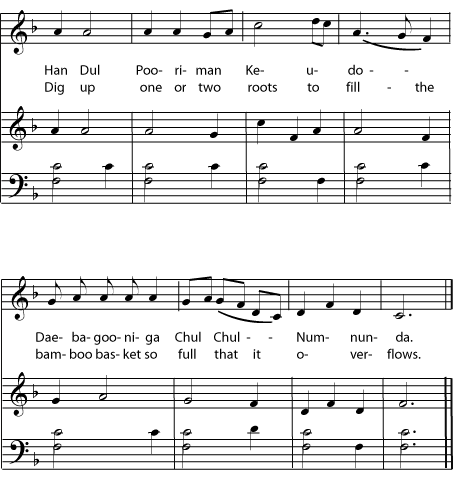 Han Dul Poo- ri- man Ke- u- do - -
Dig up one or two roots to fill - the
Dae- ba- goo- ni- ga Chul Chul - - Num- nun- da.
bam- boo bas- ket so full that it o- ver- flows.